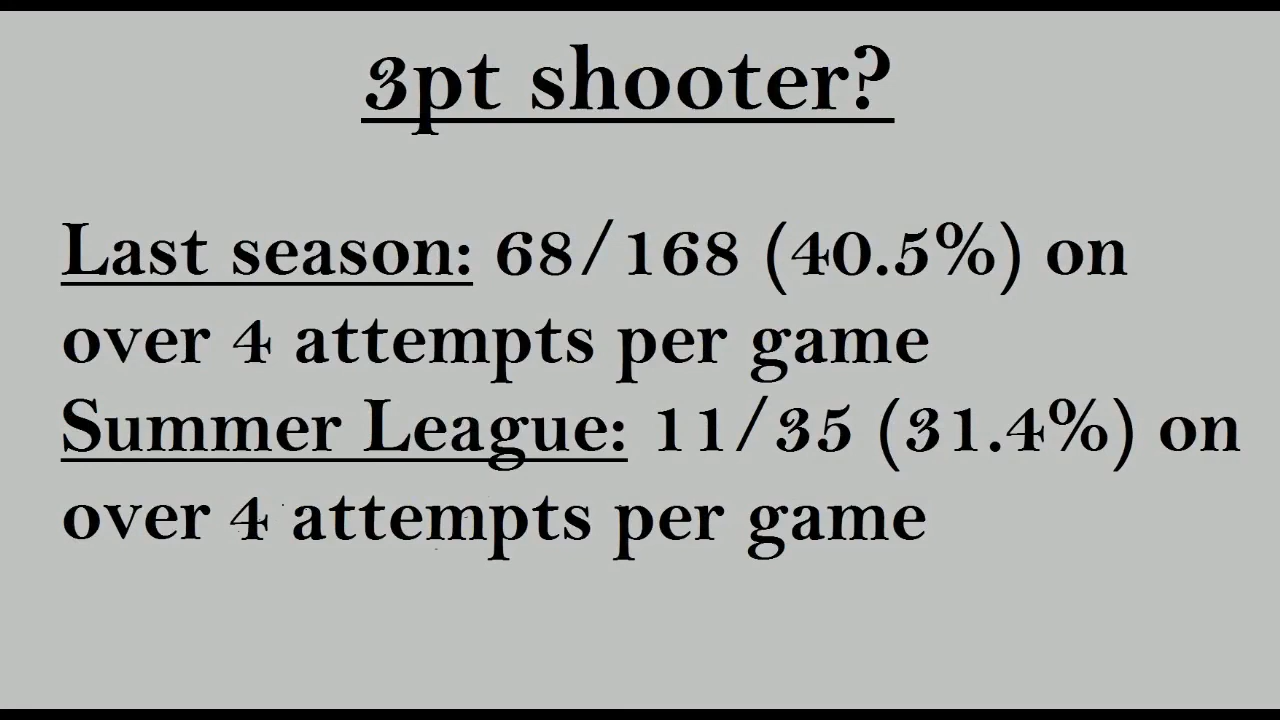 3pt shooter?
Last season: 68/168 (40.5%) on
over 4 attempts per game
Summer League: 11/35 (31.4%) on
over 4 attempts per game